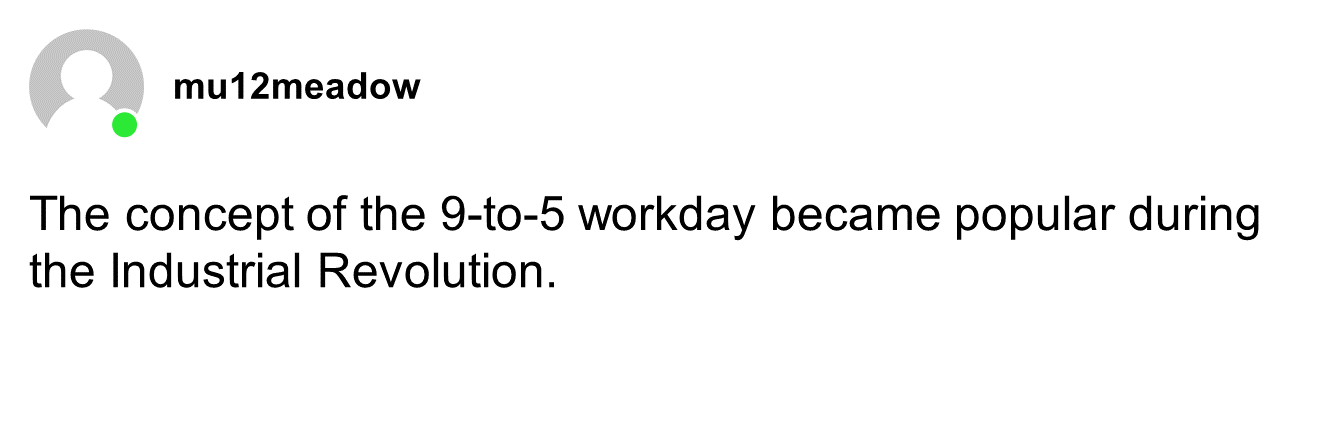 mu12meadow
The concept of the 9-to-5 workday became popular during
the Industrial Revolution.